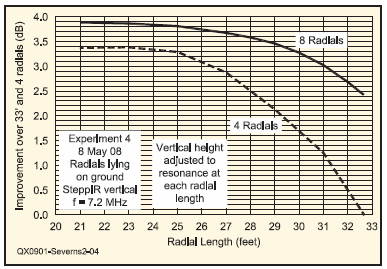 Improvement over 33' and 4 radials (dB)
4.0
3.5
3.0
2.5
2.0
1.5
1.0
0.5
0.0
8 Radials
4 Radials
Experiment 4
8 May 08
Radials lying
on ground
SteppIR vertical
f = 7.2 MHz
Vertical height
adjusted to
resonance at
each radial
length
20 21 22 23 24 25 26 27 28 29 30 31 32 33
Radial Length (feet)
QX0901-Severns2-04